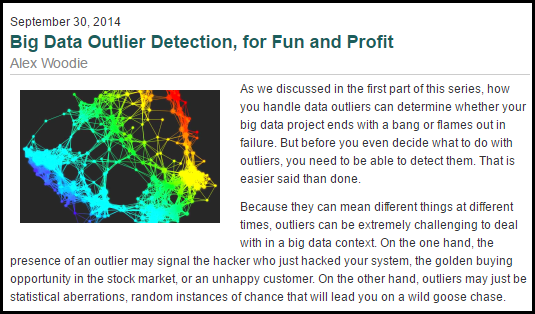 September 30, 2014
Big Data Outlier Detection, for Fun and Profit
Alex Woodie
As we discussed in the first part of this series, how
you handle data outliers can determine whether your
big data project ends with a bang or flames out in
failure. But before you even decide what to do with
outliers, you need to be able to detect them. That is
easier said than done.
Because they can mean different things at different
times, outliers can be extremely challenging to deal
with in a big data context. On the one hand, the
presence of an outlier may signal the hacker who just hacked your system, the golden buying
opportunity in the stock market, or an unhappy customer. On the other hand, outliers may just be
statistical aberrations, random instances of chance that will lead you on a wild goose chase.